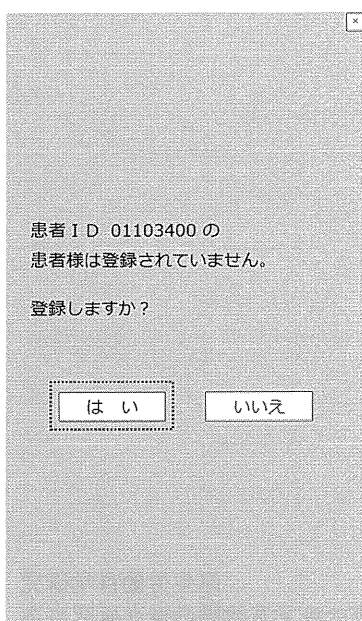 ×
患者ＩＤ 01103400 の
患者様は登録されていません。
登録しますか？
は　い
いいえ